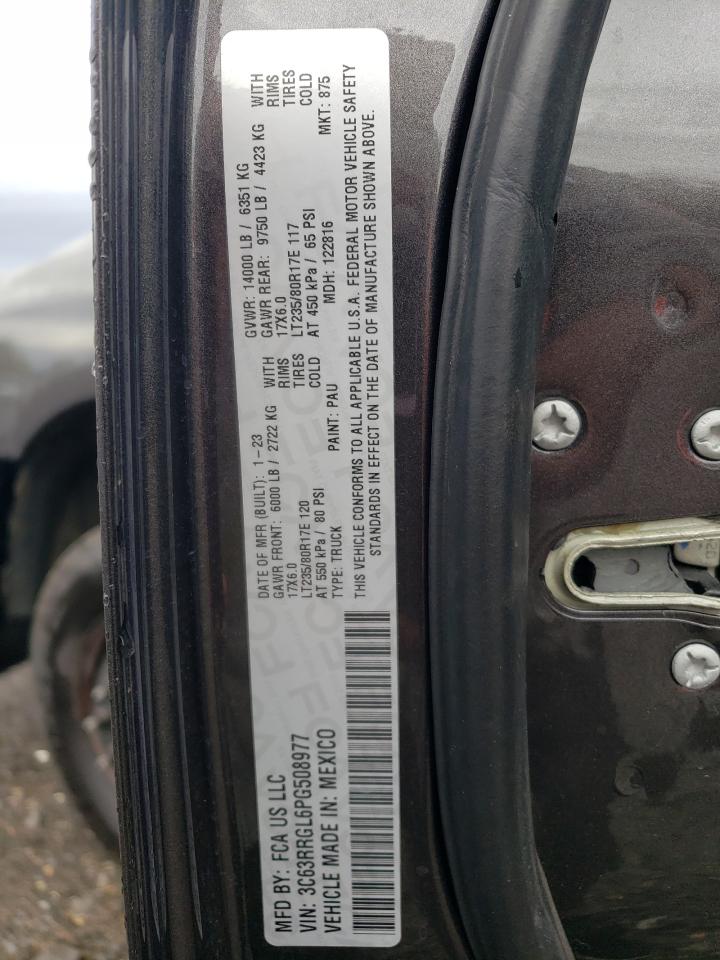 MFD BY: FCA US LLC
VIN: 3C63RRGL6PG508977
VEHICLE MADE IN: MEXICO
DATE OF MFR (BUILT): 1-23 GVWR: 14000 LB / 6351 KG
GAWR FRONT: 6000 LB / 2722 KG WITH GAWR REAR: 9750 LB / 4423 KG WITH
17X6.0 RIMS 17X6.0 RIMS
LT235/80R17E 120 TIRES LT235/80R17E 117 TIRES
AT 550 kPa / 80 PSI COLD AT 450 kPa / 65 PSI COLD
TYPE: TRUCK PAINT: PAU MDH: 122816 MKT: 875
THIS VEHICLE CONFORMS TO ALL APPLICABLE U.S.A. FEDERAL MOTOR VEHICLE SAFETY
STANDARDS IN EFFECT ON THE DATE OF MANUFACTURE SHOWN ABOVE.